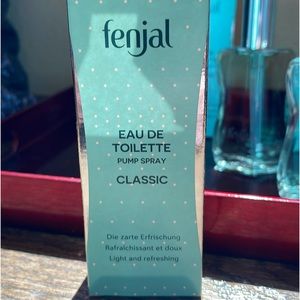 fenjal
EAU DE
TOILETTE
PUMP SPRAY
CLASSIC
Die zarte Erfrischung
Rafraîchissant et doux
Light and refreshing